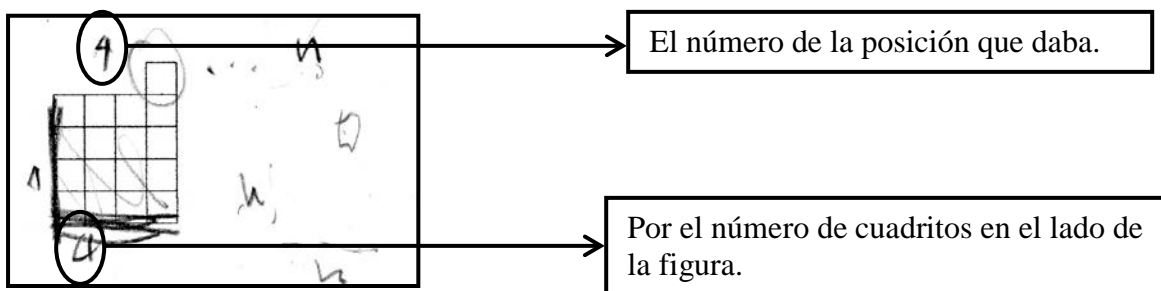 4 ... n
El número de la posición que daba.
n
4
Por el número de cuadritos en el lado de
la figura.